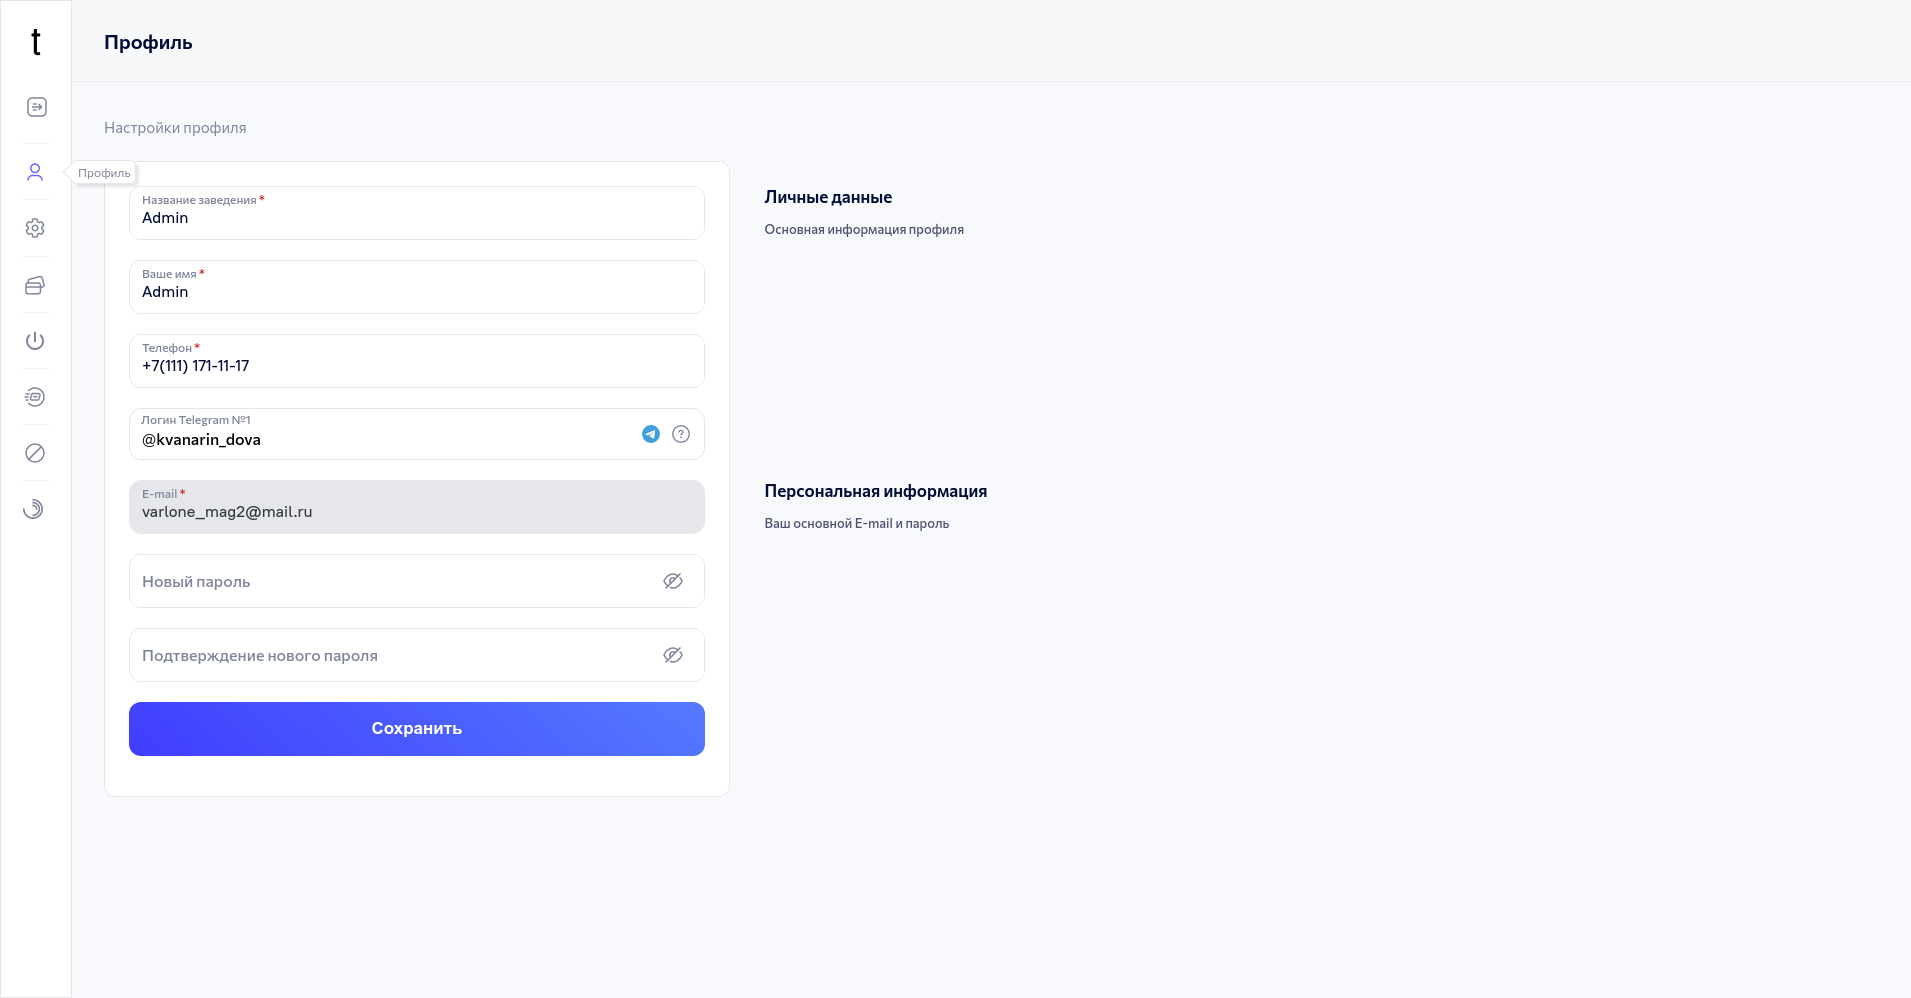 t
Профиль
Настройки профиля
Профиль
Название заведения *
Admin
Ваше имя *
Admin
Телефон *
+7(111) 171-11-17
Логин Telegram №1
@kvanarin_dova
E-mail *
varlone_mag2@mail.ru
Новый пароль
Подтверждение нового пароля
Сохранить
Личные данные
Основная информация профиля
Персональная информация
Ваш основной E-mail и пароль